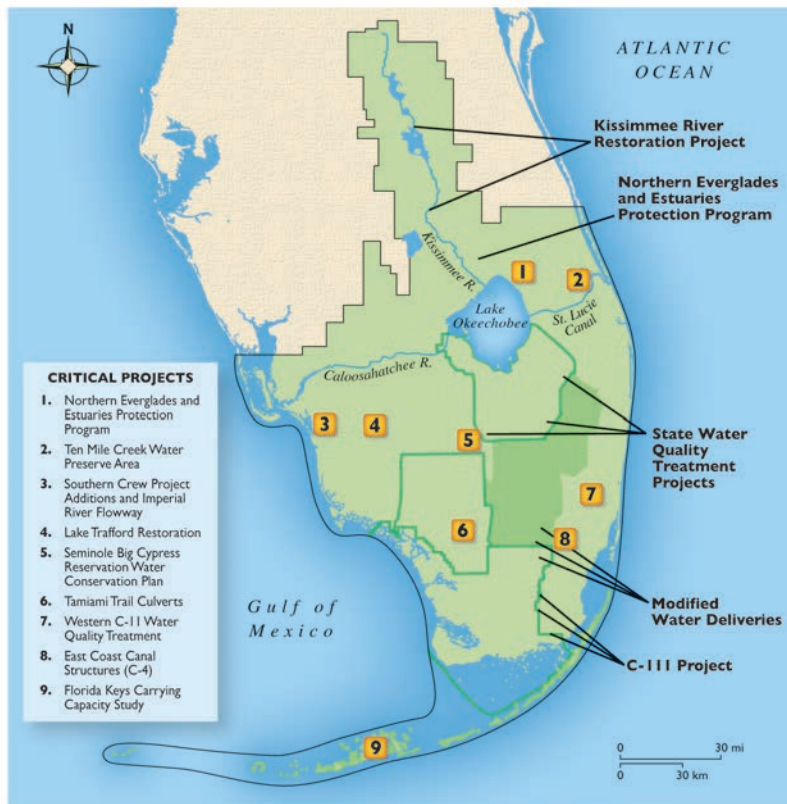 N
ATLANTIC
OCEAN
Kissimmee River
Restoration Project
Northern Everglades
and Estuaries
Protection Program
Kissimmee R.
1
2
Lake
Okeechobee
St. Lucie
Canal
Caloosahatchee R.
CRITICAL PROJECTS
1. Northern Everglades and
Estuaries Protection
Program
2. Ten Mile Creek Water
Preserve Area
3. Southern Crew Project
Additions and Imperial
River Flowway
4. Lake Trafford Restoration
5. Seminole Big Cypress
Reservation Water
Conservation Plan
6. Tamiami Trail Culverts
7. Western C-11 Water
Quality Treatment
8. East Coast Canal
Structures (C-4)
9. Florida Keys Carrying
Capacity Study
3
4
5
State Water
Quality
Treatment
Projects
7
6
8
Gulf of
Mexico
Modified
Water Deliveries
C-111 Project
9
0 30 mi
0 30 km